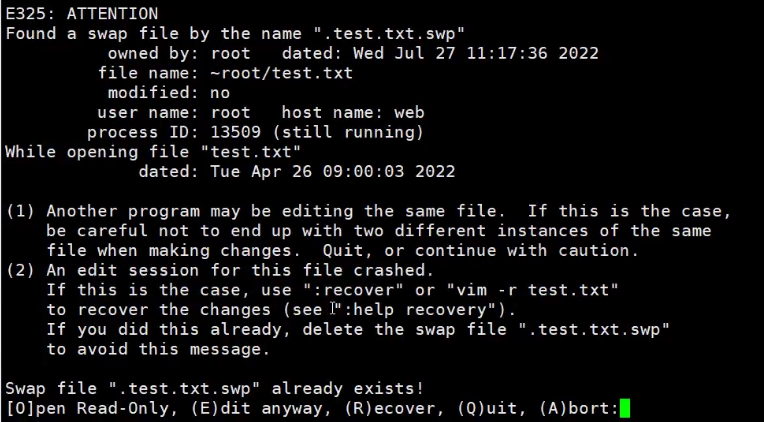 E325: ATTENTION
Found a swap file by the name ".test.txt.swp"
owned by: root   dated: Wed Jul 27 11:17:36 2022
file name: ~root/test.txt
modified: no
user name: root   host name: web
process ID: 13509 (still running)
While opening file "test.txt"
dated: Tue Apr 26 09:00:03 2022
(1) Another program may be editing the same file.  If this is the case,
be careful not to end up with two different instances of the same
file when making changes.  Quit, or continue with caution.
(2) An edit session for this file crashed.
If this is the case, use ":recover" or "vim -r test.txt"
to recover the changes (see ":help recovery").
If you did this already, delete the swap file ".test.txt.swp"
to avoid this message.
Swap file ".test.txt.swp" already exists!
[O]pen Read-Only, (E)dit anyway, (R)ecover, (Q)uit, (A)bort: